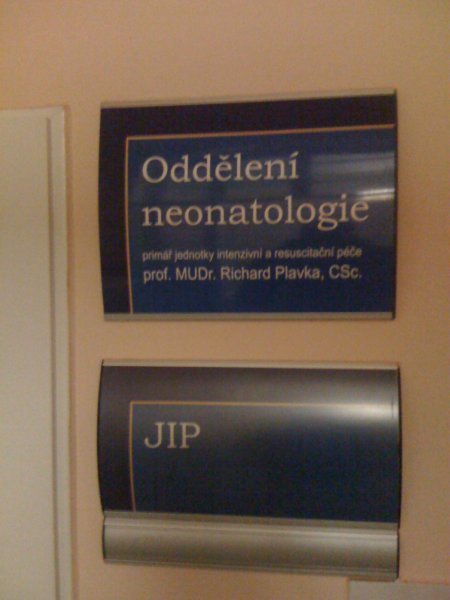 Oddělení
neonatologie
primář jednotky intenzivní a resuscitační péče
prof. MUDr. Richard Plavka, CSc.
JIP